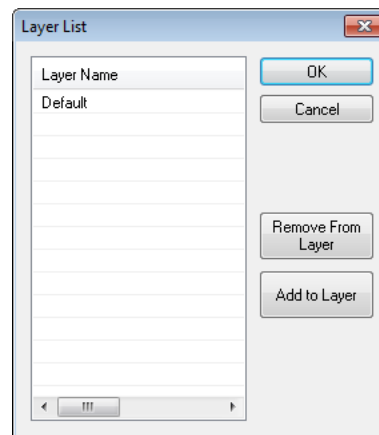 Layer List
Layer Name
Default
OK
Cancel
Remove From
Layer
Add to Layer